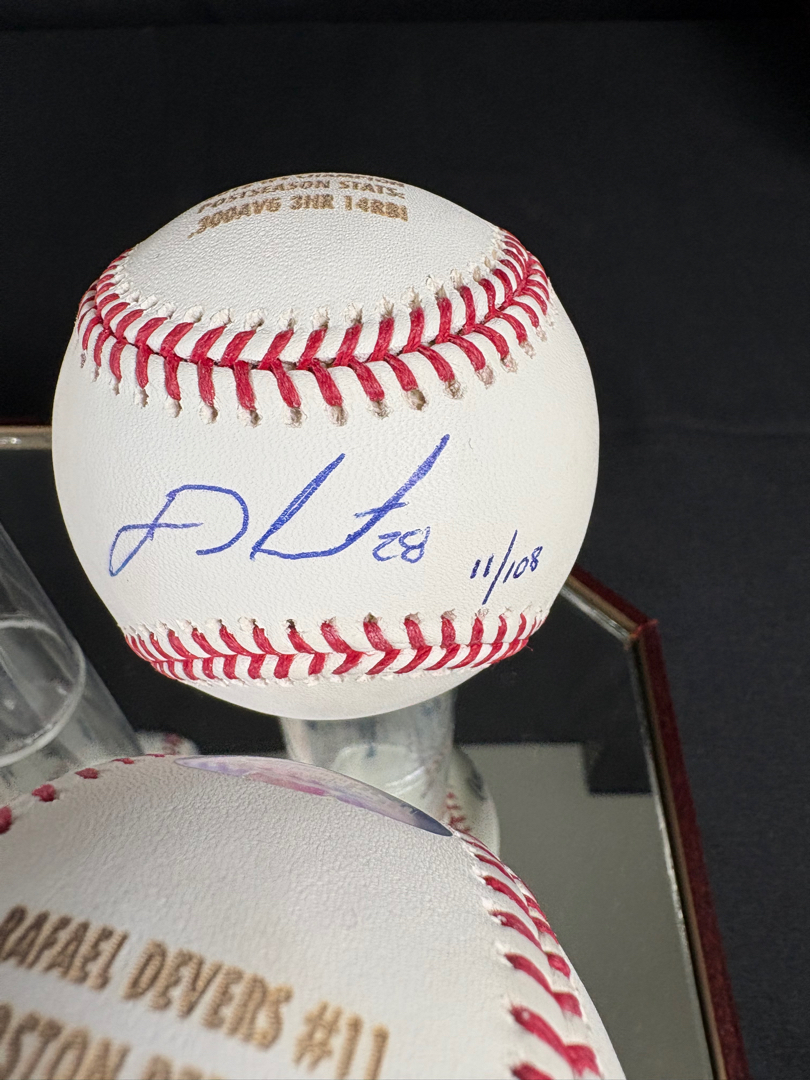 POSTSEASON STATS:
.300AVG 3HR 14RBI
28
11/108
RAFAEL DEVERS #11